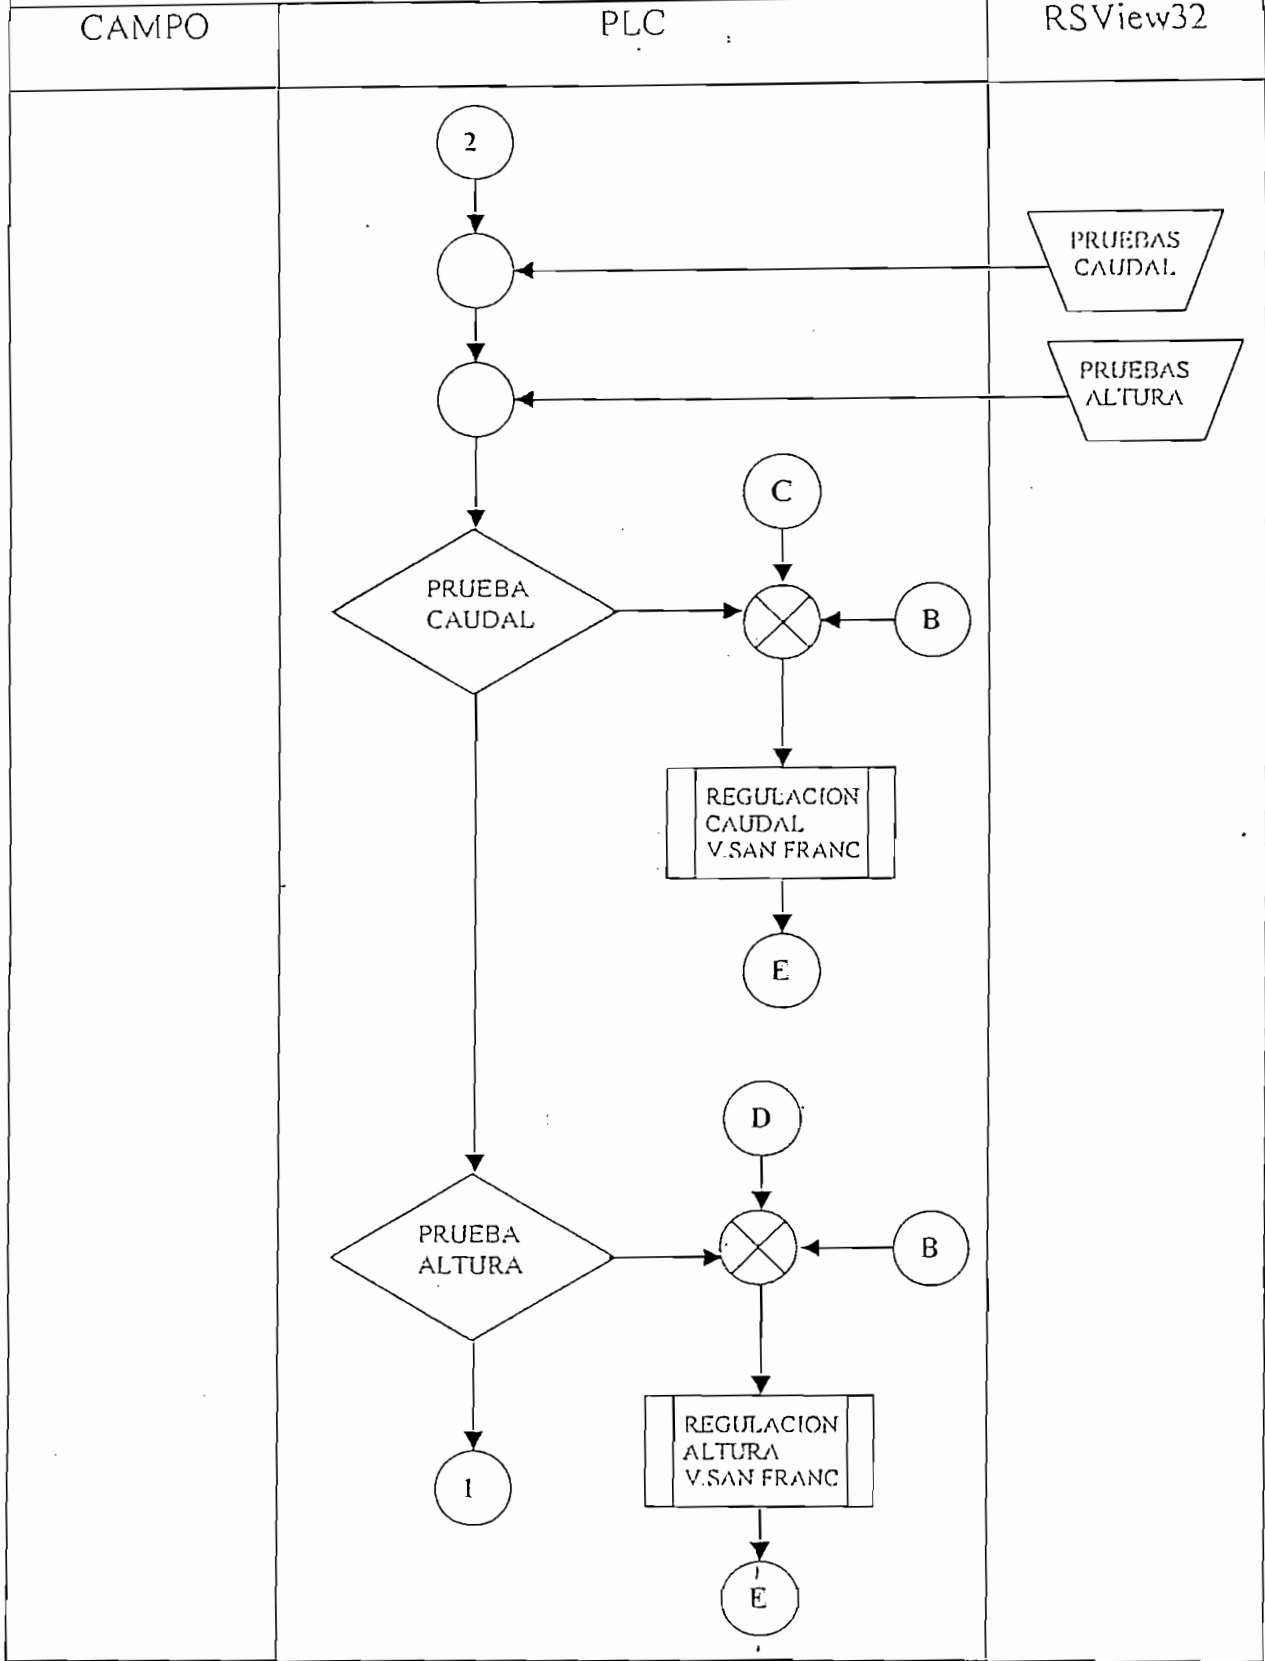 CAMPO
PLC
RSView32
2
PRUEBAS
CAUDAL
PRUEBAS
ALTURA
C
PRUEBA
CAUDAL
B
REGULACION
CAUDAL
V.SAN FRANC
E
D
PRUEBA
ALTURA
B
REGULACION
ALTURA
V.SAN FRANC
1
E